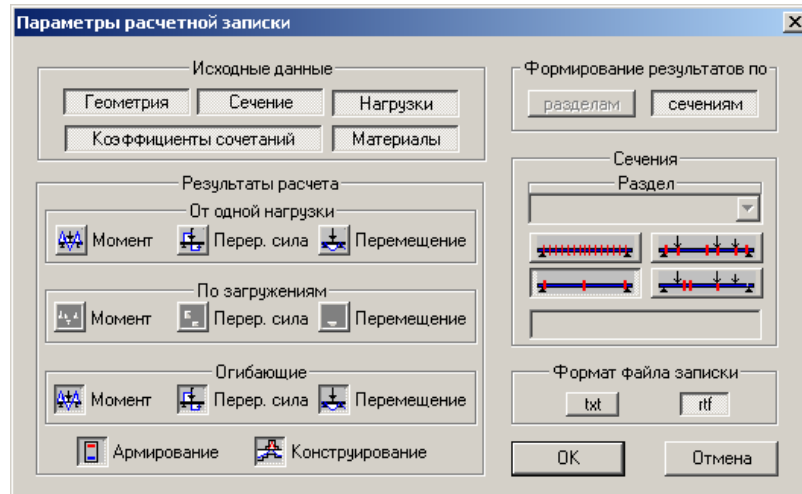 Параметры расчетной записки
Исходные данные
Геометрия Сечение Нагрузки
Коэффициенты сочетаний Материалы
Результаты расчета
От одной нагрузки
Момент Перер. сила Перемещение
По загружениям
Момент Перер. сила Перемещение
Огибающие
Момент Перер. сила Перемещение
Армирование Конструирование
Формирование результатов по
разделам сечениям
Сечения
Раздел
Формат файла записки
txt rtf
OK Отмена